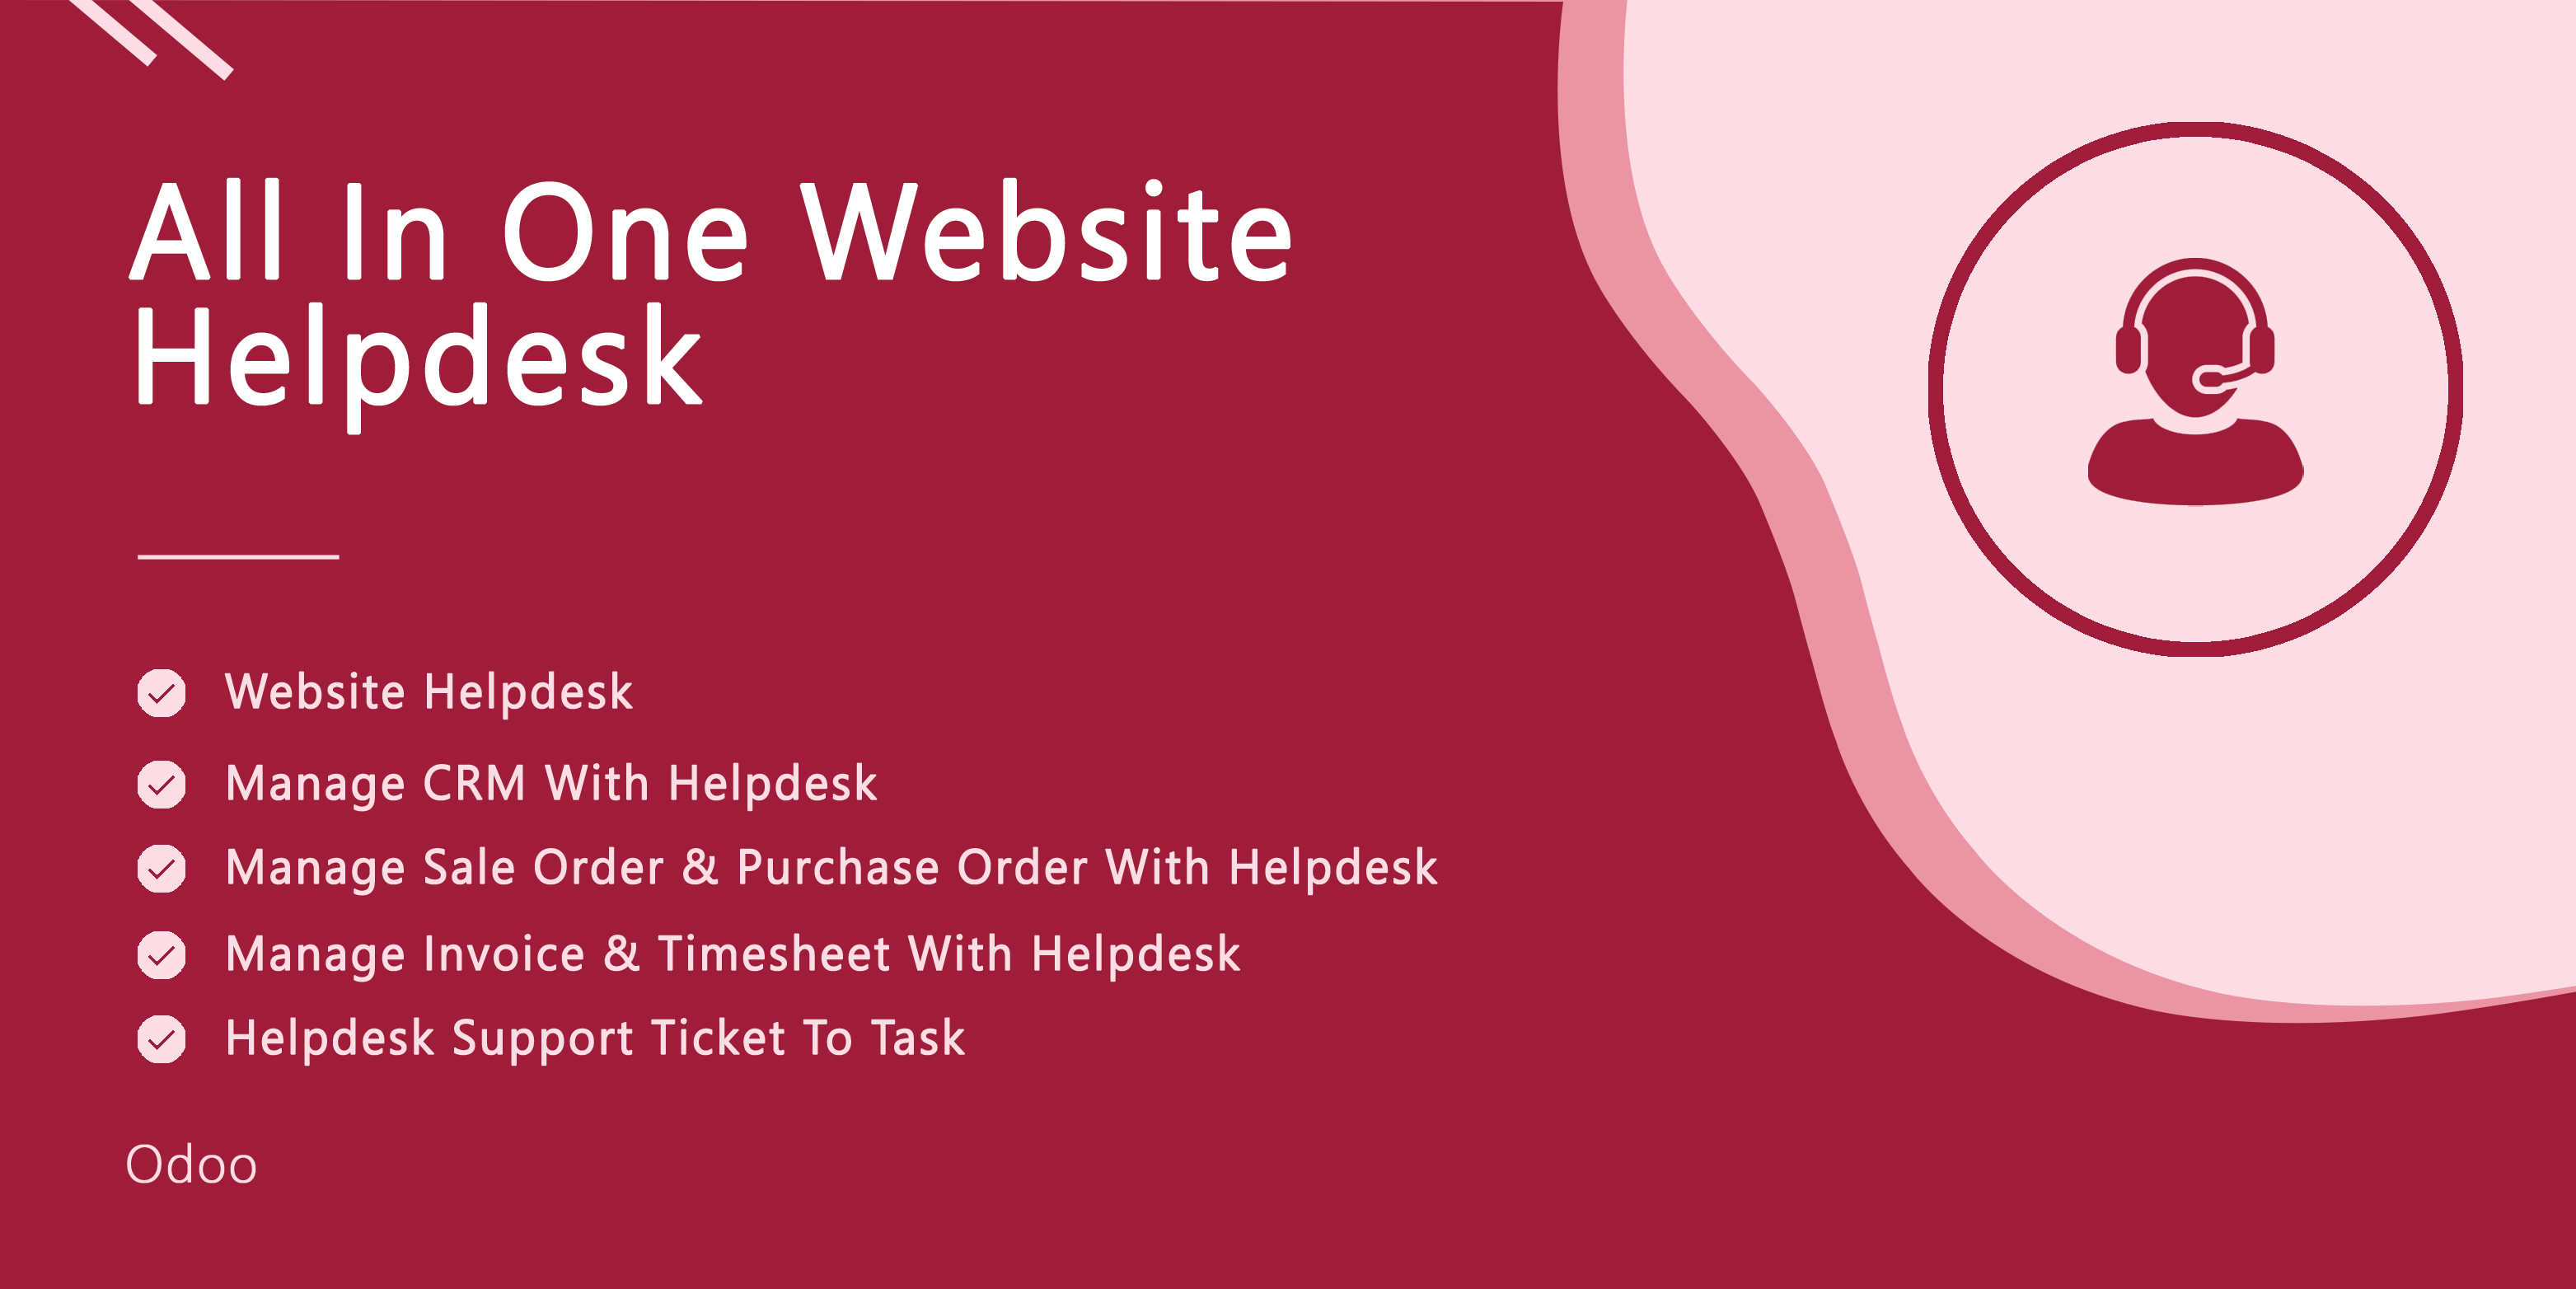 All In One Website
Helpdesk
Website Helpdesk
Manage CRM With Helpdesk
Manage Sale Order & Purchase Order With Helpdesk
Manage Invoice & Timesheet With Helpdesk
Helpdesk Support Ticket To Task
Odoo